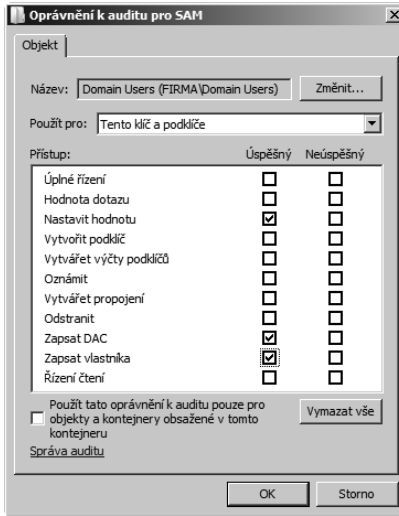 Oprávnění k auditu pro SAM
Objekt
Název: Domain Users (FIRMA\Domain Users) Změnit...
Použít pro: Tento klíč a podklíče
Přístup: Úspěšný Neúspěšný
Úplné řízení
Hodnota dotazu
Nastavit hodnotu
Vytvořit podklíč
Vytvářet výčty podklíčů
Oznámit
Vytvářet propojení
Odstranit
Zapsat DAC
Zapsat vlastníka
Řízení čtení
Použít tato oprávnění k auditu pouze pro
objekty a kontejnery obsažené v tomto
kontejneru
Vymazat vše
Správa auditu
OK Storno